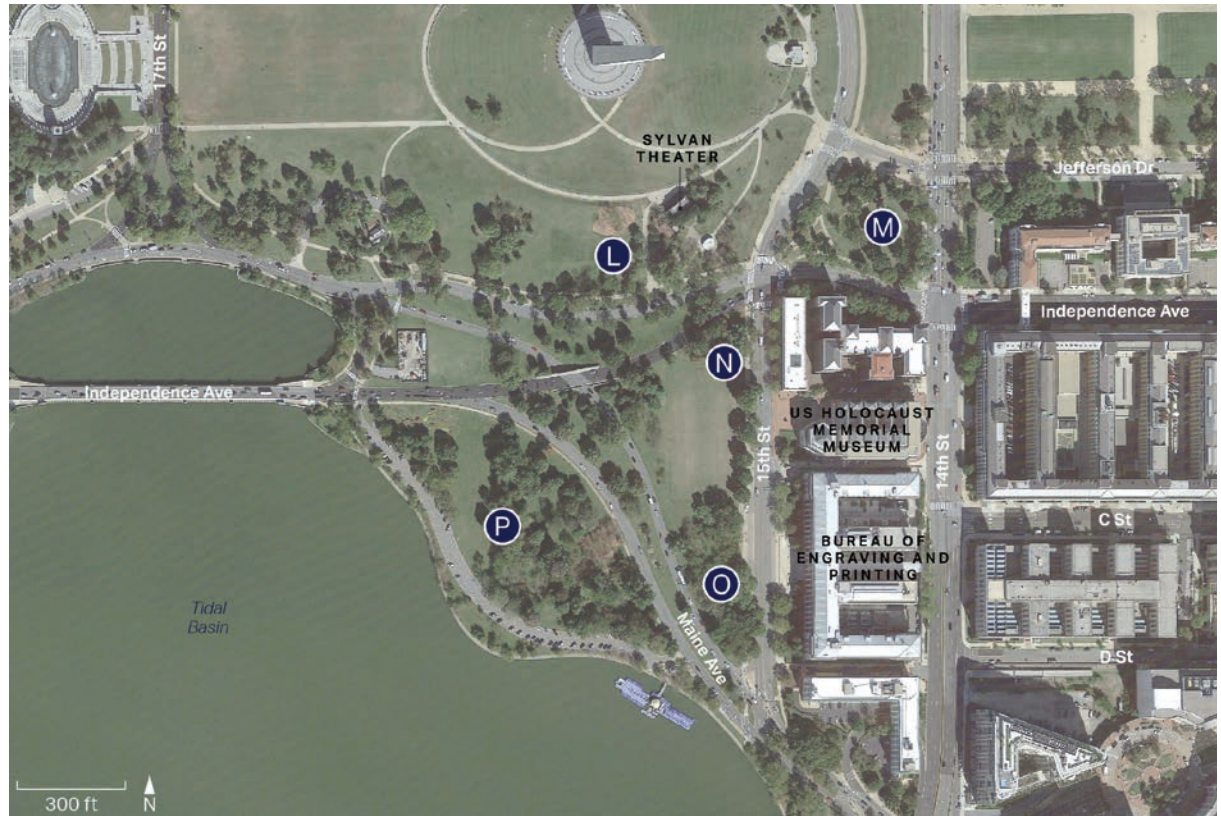 17th St
SYLVAN
THEATER
Jefferson Dr
M
L
Independence Ave
N
Independence Ave
US HOLOCAUST
MEMORIAL
MUSEUM
15th St
14th St
P
C St
BUREAU OF
ENGRAVING AND
PRINTING
O
Tidal
Basin
Maine Ave
D St
300 ft
N